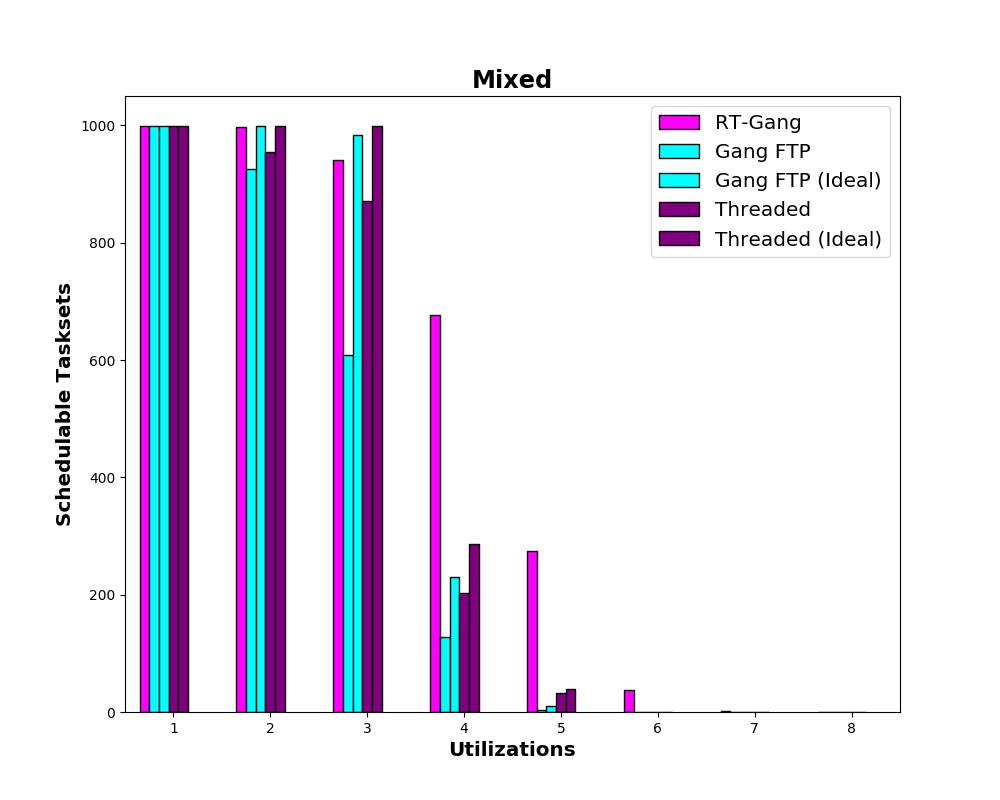 Mixed
RT-Gang
Gang FTP
Gang FTP (Ideal)
Threaded
Threaded (Ideal)
Schedulable Tasksets
1000
800
600
400
200
0
1 2 3 4 5 6 7 8
Utilizations